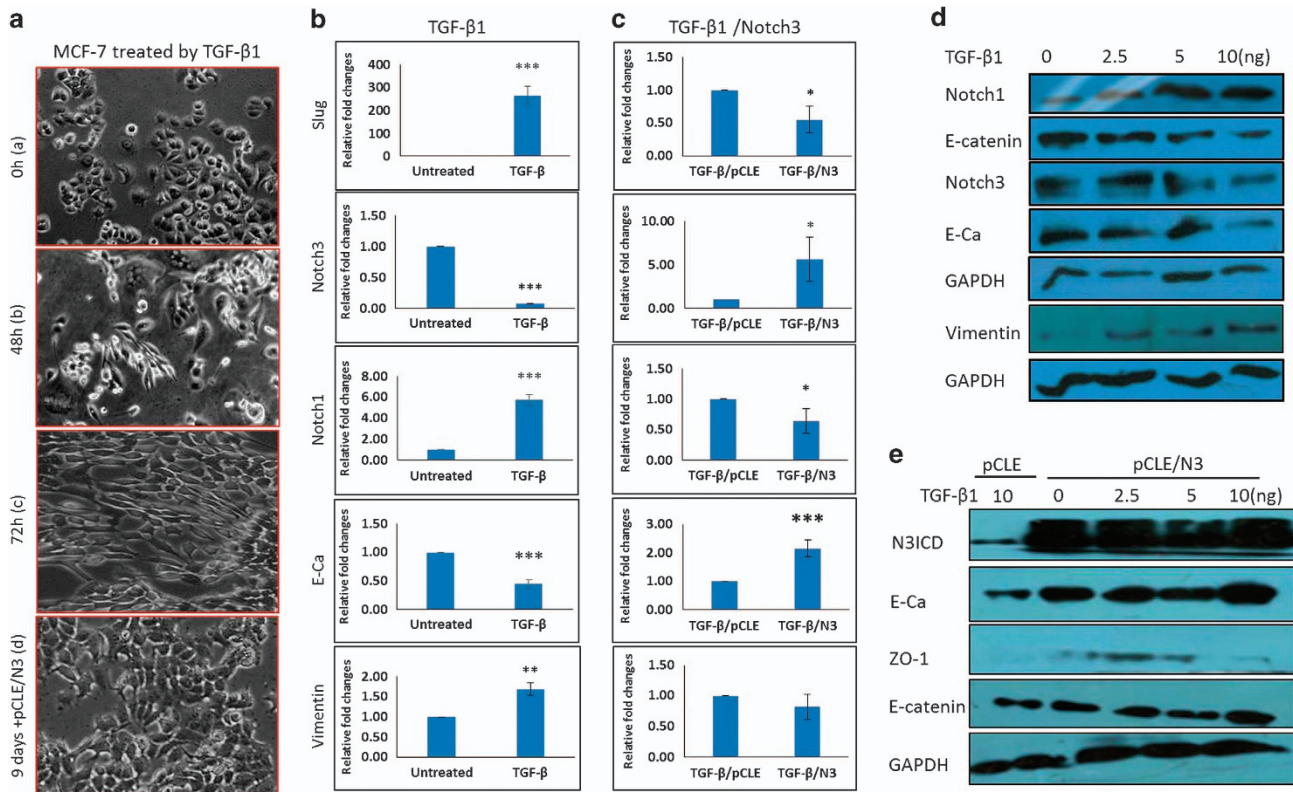 a
MCF-7 treated by TGF-β1
0h (a)
48h (b)
72h (c)
9 days +pCLE/N3 (d)
b
TGF-β1
Slug
Relative fold changes
400
300
200
100
0
***
Untreated
TGF-β
Notch3
Relative fold changes
1.50
1.00
0.50
0.00
***
Untreated
TGF-β
Notch1
Relative fold changes
8.00
6.00
4.00
2.00
0.00
***
Untreated
TGF-β
E-Ca
Relative fold changes
1.50
1.00
0.50
0.00
***
Untreated
TGF-β
Vimentin
Relative fold changes
2.00
1.50
1.00
0.50
0.00
**
Untreated
TGF-β
c
TGF-β1 /Notch3
Relative fold changes
1.50
1.00
0.50
0.00
*
TGF-β/pCLE
TGF-β/N3
Relative fold changes
10.00
5.00
0.00
*
TGF-β/pCLE
TGF-β/N3
Relative fold changes
1.50
1.00
0.50
0.00
*
TGF-β/pCLE
TGF-β/N3
Relative fold changes
3.00
2.00
1.00
0.00
***
TGF-β/pCLE
TGF-β/N3
Relative fold changes
1.50
1.00
0.50
0.00
TGF-β/pCLE
TGF-β/N3
d
TGF-β1 0 2.5 5 10(ng)
Notch1
E-catenin
Notch3
E-Ca
GAPDH
Vimentin
GAPDH
e
pCLE pCLE/N3
TGF-β1 10 0 2.5 5 10(ng)
N3ICD
E-Ca
ZO-1
E-catenin
GAPDH